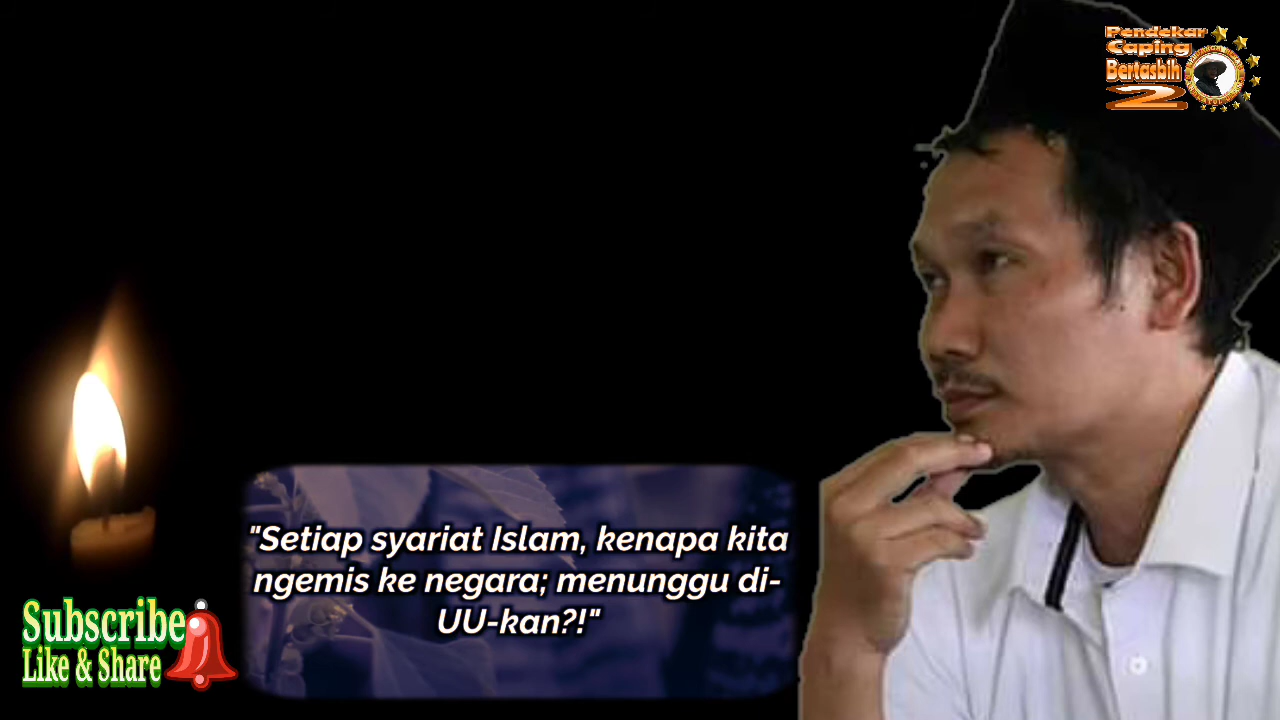 Pendekar
Caping
Bertasbih
2
"Setiap syariat Islam, kenapa kita
ngemis ke negara; menunggu di-
UU-kan?!"
Subscribe
Like & Share